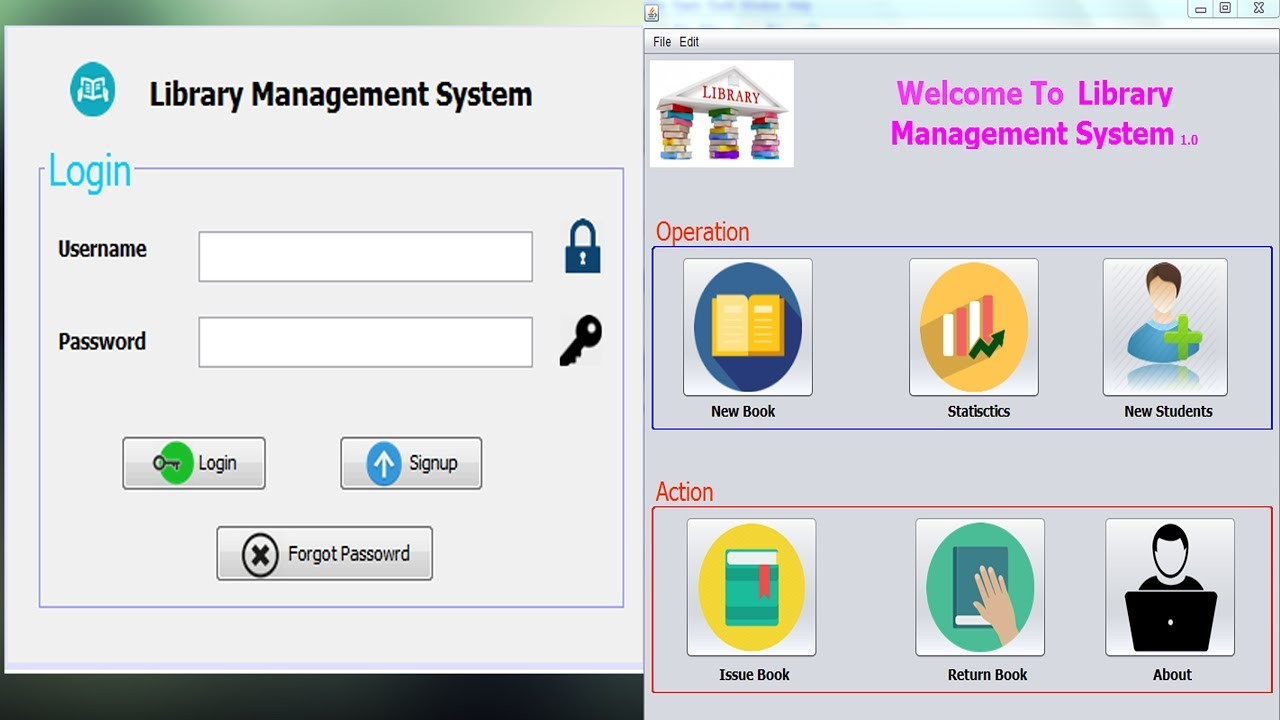 Library Management System
Login
Username
Password
Login
Signup
Forgot Passowrd
File Edit
LIBRARY
Welcome To Library
Management System 1.0
Operation
New Book
Statisctics
New Students
Action
Issue Book
Return Book
About